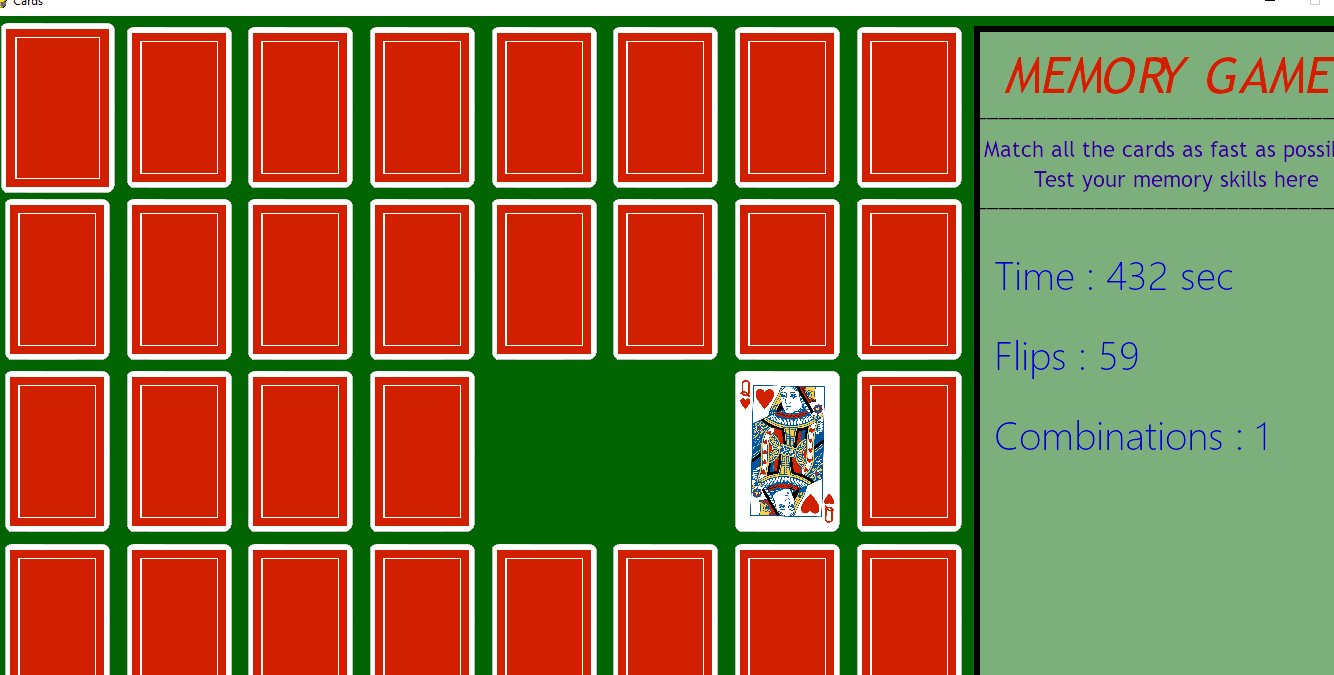 Cards
MEMORY GAME
Match all the cards as fast as possi
Test your memory skills here
Time : 432 sec
Flips : 59
Combinations : 1
Q
Q